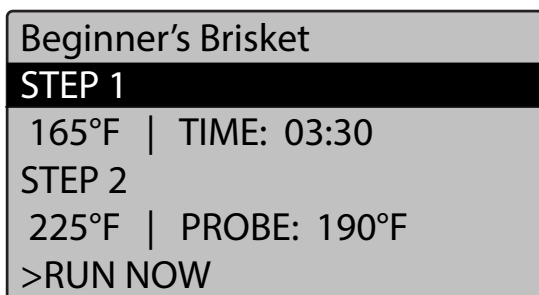 Beginner's Brisket
STEP 1
165°F | TIME: 03:30
STEP 2
225°F | PROBE: 190°F
>RUN NOW